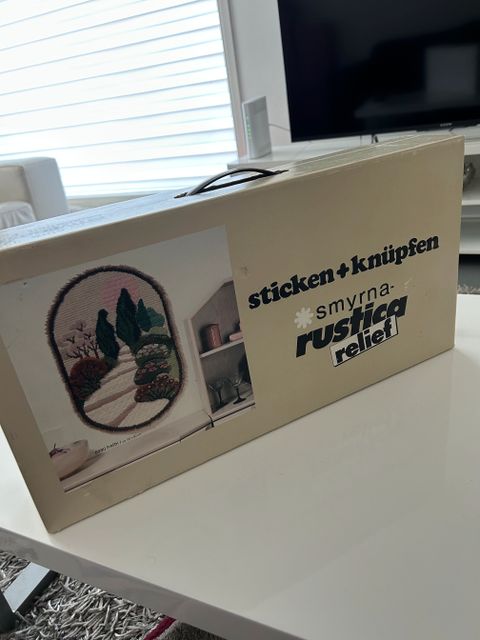 sticken+knüpfen
smyrna-
rustica
relief